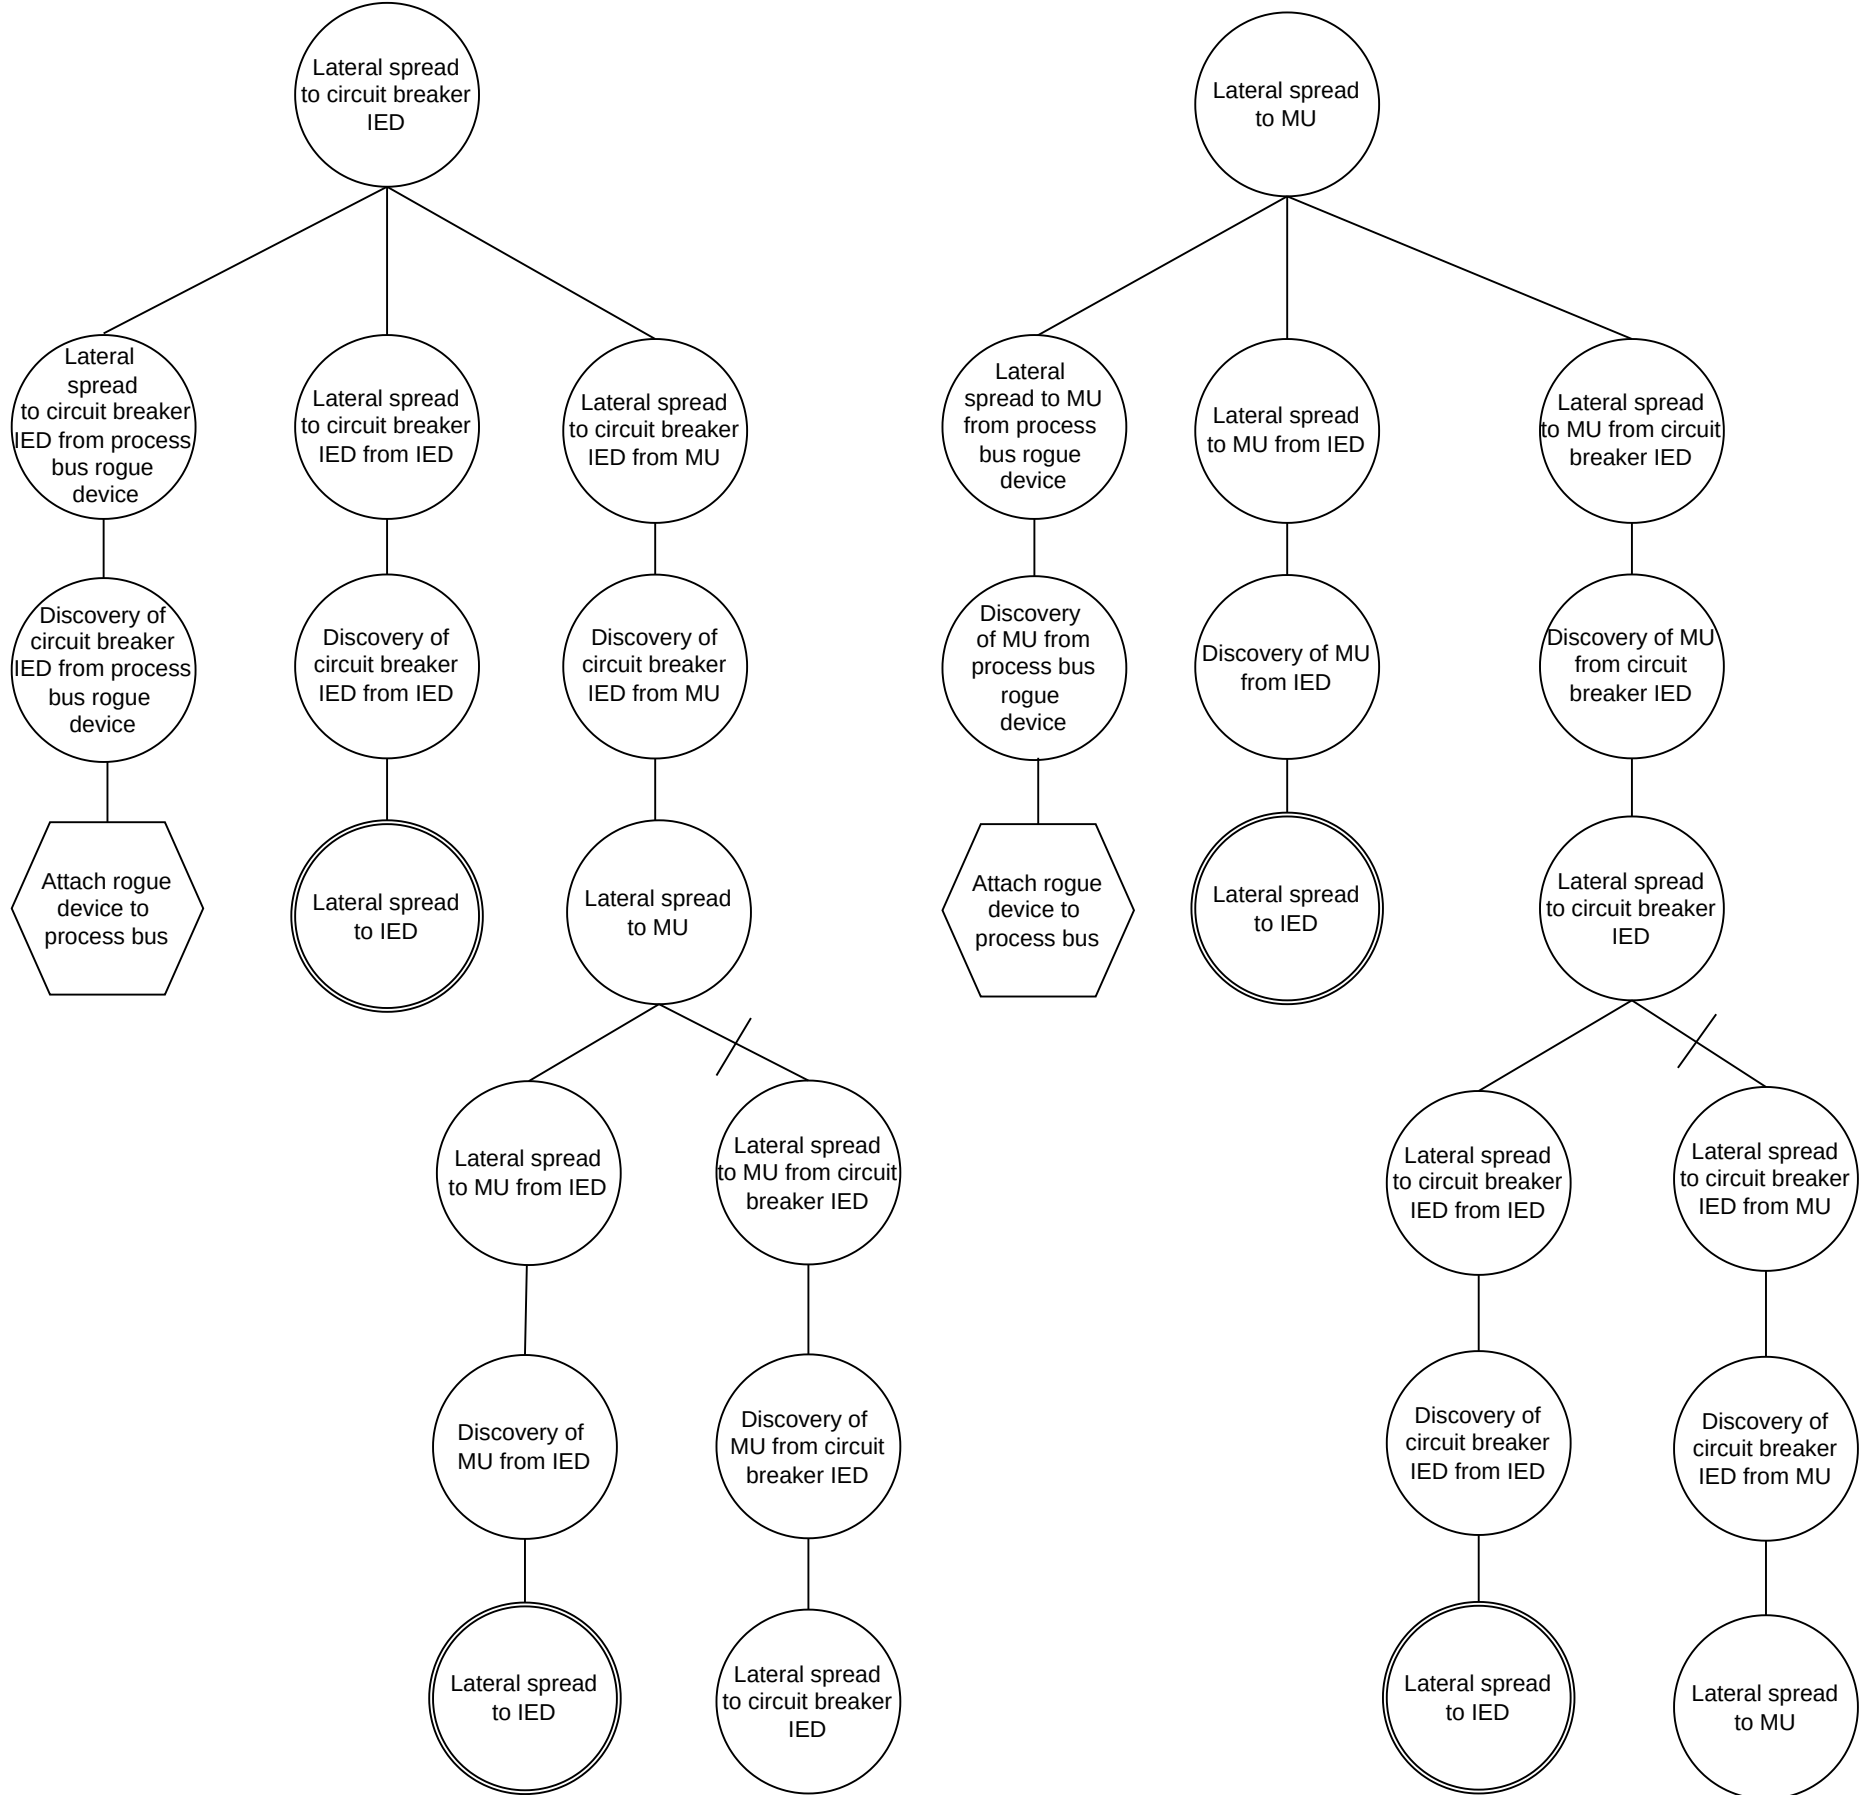 Lateral spread
to circuit breaker
IED
Lateral spread
to MU
Lateral
spread
to circuit breaker
IED from process
bus rogue
device
Lateral spread
to circuit breaker
IED from IED
Lateral spread
to circuit breaker
IED from MU
Lateral
spread to MU
from process
bus rogue
device
Lateral spread
to MU from IED
Lateral spread
to MU from circuit
breaker IED
Discovery of
circuit breaker
IED from process
bus rogue
device
Discovery of
circuit breaker
IED from IED
Discovery of
circuit breaker
IED from MU
Discovery
of MU from
process bus
rogue
device
Discovery of MU
from IED
Discovery of MU
from circuit
breaker IED
Attach rogue
device to
process bus
Lateral spread
to IED
Lateral spread
to MU
Attach rogue
device to
process bus
Lateral spread
to IED
Lateral spread
to circuit breaker
IED
Lateral spread
to MU from IED
Lateral spread
to MU from circuit
breaker IED
Lateral spread
to circuit breaker
IED from IED
Lateral spread
to circuit breaker
IED from MU
Discovery of
MU from IED
Discovery of
MU from circuit
breaker IED
Discovery of
circuit breaker
IED from IED
Discovery of
circuit breaker
IED from MU
Lateral spread
to IED
Lateral spread
to circuit breaker
IED
Lateral spread
to IED
Lateral spread
to MU